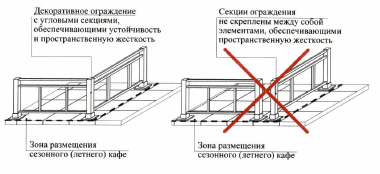 Декоративное ограждение
с угловыми секциями,
обеспечивающими устойчивость
и пространственную жесткость
Секции ограждения
не скреплены между собой
элементами, обеспечивающими
пространственную жесткость
Зона размещения
сезонного (летнего) кафе
Зона размещения
сезонного (летнего) кафе